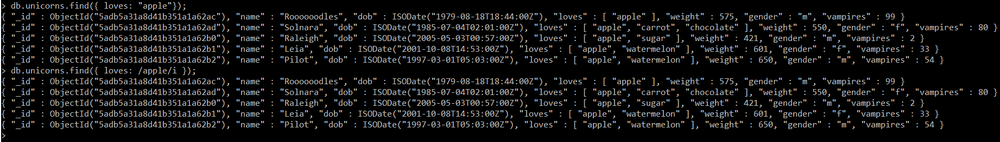 > db.unicorns.find({ loves: "apple"});
{ "_id" : ObjectId("5adb5a31a8d41b351a1a62ac"), "name" : "Roooooodles", "dob" : ISODate("1979-08-18T18:44:00Z"), "loves" : [ "apple" ], "weight" : 575, "gender" : "m", "vampires" : 99 }
{ "_id" : ObjectId("5adb5a31a8d41b351a1a62ad"), "name" : "Solnara", "dob" : ISODate("1985-07-04T02:01:00Z"), "loves" : [ "apple", "carrot", "chocolate" ], "weight" : 550, "gender" : "f", "vampires" : 80 }
{ "_id" : ObjectId("5adb5a31a8d41b351a1a62b0"), "name" : "Raleigh", "dob" : ISODate("2005-05-03T00:57:00Z"), "loves" : [ "apple", "sugar" ], "weight" : 421, "gender" : "m", "vampires" : 2 }
{ "_id" : ObjectId("5adb5a31a8d41b351a1a62b1"), "name" : "Leia", "dob" : ISODate("2001-10-08T14:53:00Z"), "loves" : [ "apple", "watermelon" ], "weight" : 601, "gender" : "f", "vampires" : 33 }
{ "_id" : ObjectId("5adb5a31a8d41b351a1a62b2"), "name" : "Pilot", "dob" : ISODate("1997-03-01T05:03:00Z"), "loves" : [ "apple", "watermelon" ], "weight" : 650, "gender" : "m", "vampires" : 54 }
> db.unicorns.find({ loves: /apple/i });
{ "_id" : ObjectId("5adb5a31a8d41b351a1a62ac"), "name" : "Roooooodles", "dob" : ISODate("1979-08-18T18:44:00Z"), "loves" : [ "apple" ], "weight" : 575, "gender" : "m", "vampires" : 99 }
{ "_id" : ObjectId("5adb5a31a8d41b351a1a62ad"), "name" : "Solnara", "dob" : ISODate("1985-07-04T02:01:00Z"), "loves" : [ "apple", "carrot", "chocolate" ], "weight" : 550, "gender" : "f", "vampires" : 80 }
{ "_id" : ObjectId("5adb5a31a8d41b351a1a62b0"), "name" : "Raleigh", "dob" : ISODate("2005-05-03T00:57:00Z"), "loves" : [ "apple", "sugar" ], "weight" : 421, "gender" : "m", "vampires" : 2 }
{ "_id" : ObjectId("5adb5a31a8d41b351a1a62b1"), "name" : "Leia", "dob" : ISODate("2001-10-08T14:53:00Z"), "loves" : [ "apple", "watermelon" ], "weight" : 601, "gender" : "f", "vampires" : 33 }
{ "_id" : ObjectId("5adb5a31a8d41b351a1a62b2"), "name" : "Pilot", "dob" : ISODate("1997-03-01T05:03:00Z"), "loves" : [ "apple", "watermelon" ], "weight" : 650, "gender" : "m", "vampires" : 54 }
>